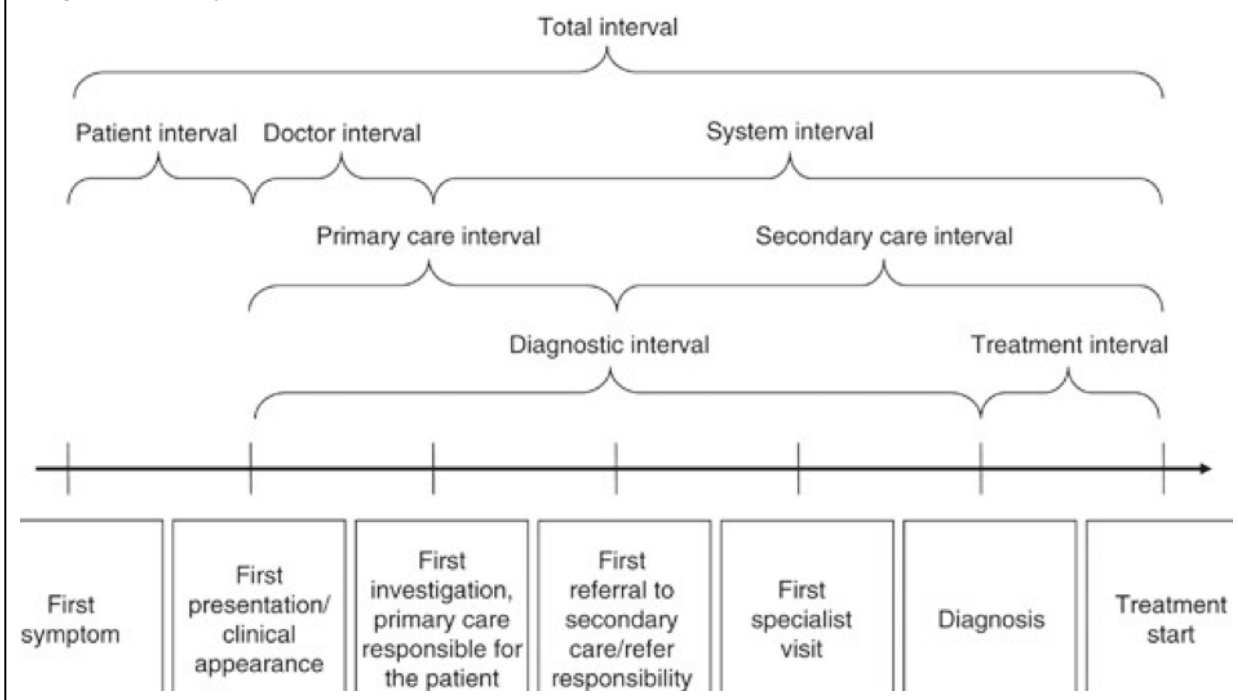 Total interval
Patient interval
Doctor interval
System interval
Primary care interval
Secondary care interval
Diagnostic interval
Treatment interval
First
symptom
First
presentation/
clinical
appearance
First
investigation,
primary care
responsible for
the patient
First
referral to
secondary
care/refer
responsibility
First
specialist
visit
Diagnosis
Treatment
start